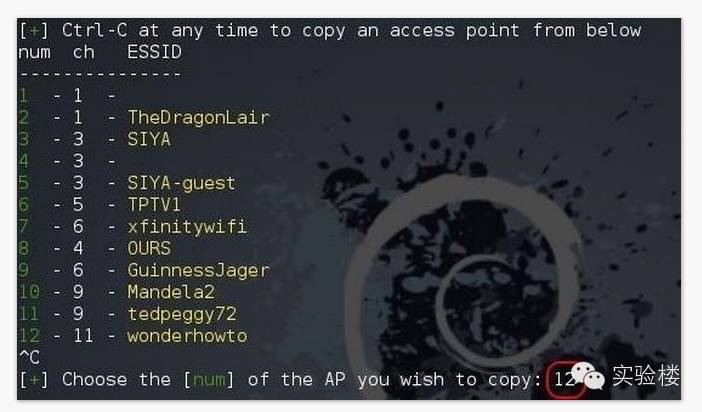 [+] Ctrl-C at any time to copy an access point from below
num ch ESSID
---------------
1 - 1 -
2 - 1 - TheDragonLair
3 - 3 - SIYA
4 - 3 -
5 - 3 - SIYA-guest
6 - 5 - TPTV1
7 - 6 - xfinitywifi
8 - 4 - OURS
9 - 6 - GuinnessJager
10 - 9 - Mandela2
11 - 9 - tedpeggy72
12 - 11 - wonderhowto
^C
[+] Choose the [num] of the AP you wish to copy: 12
实验楼